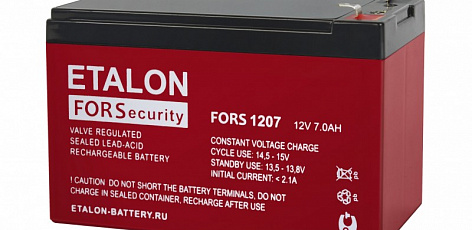 ETALON
FORSecurity
VALVE REGULATED
SEALED LEAD-ACID
RECHARGEABLE BATTERY
FORS 1207 12V 7.0AH
CONSTANT VOLTAGE CHARGE
CYCLE USE: 14,5 - 15V
STANDBY USE: 13,5 - 13,8V
INITIAL CURRENT: < 2.1A
! CAUTION: DO NOT SHORT THE BATTERY TERMINALS, DO NOT
CHARGE IN SEALED CONTAINER, RECHARGE AFTER USE
ETALON-BATTERY.RU